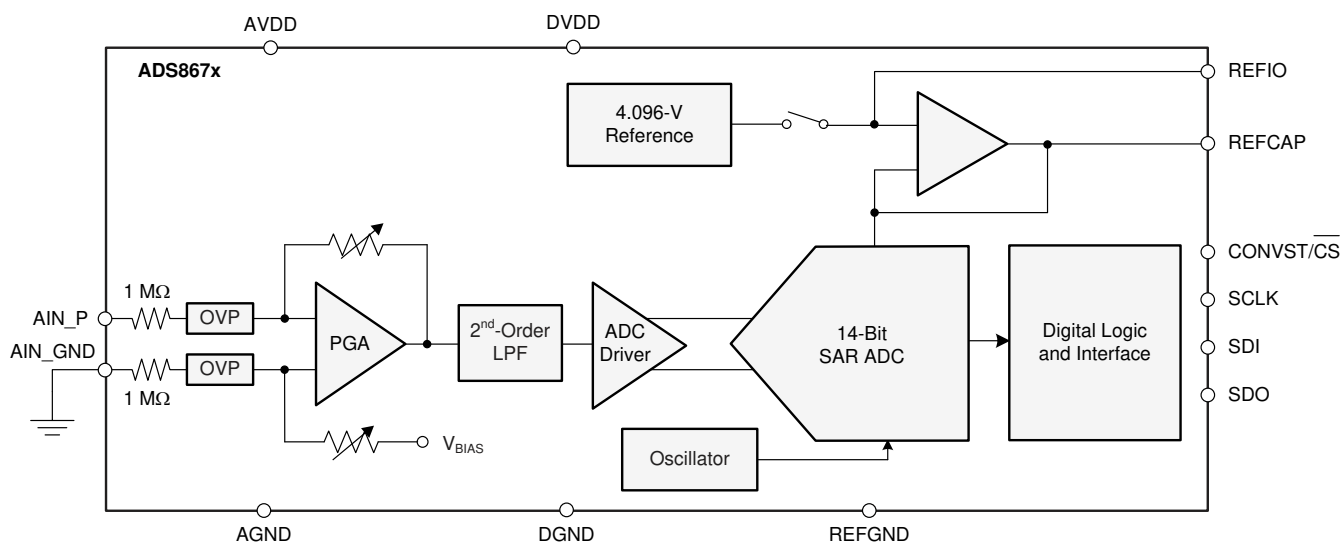 AVDD
DVDD
ADS867x
REFIO
4.096-V
Reference
REFCAP
CONVST/C̅S̅
1 MΩ
OVP
AIN_P
PGA
2nd-Order
LPF
ADC
Driver
14-Bit
SAR ADC
Digital Logic
and Interface
SCLK
AIN_GND
OVP
SDI
1 MΩ
SDO
VBIAS
Oscillator
AGND
DGND
REFGND